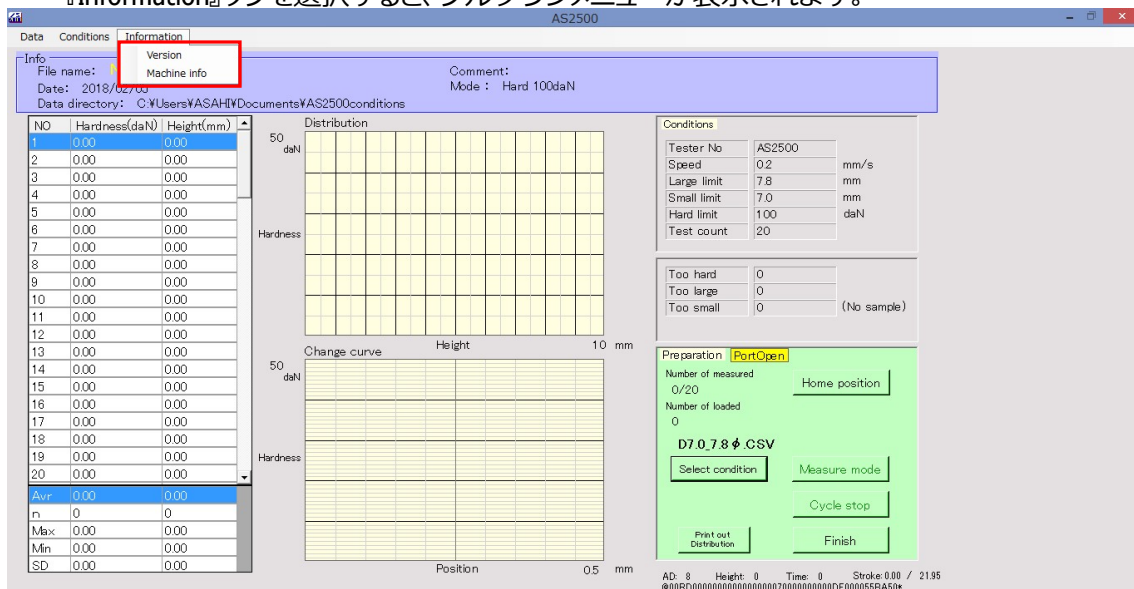 『Information』タブを選択すると、プルダウンメニューが表示されます。
AS2500
Data Conditions Information
Version
Machine info
Info
File name:
Comment:
Date: 2018/02/05
Mode : Hard 100daN
Data directory: C:¥Users¥ASAHI¥Documents¥AS2500conditions
NO Hardness(daN) Height(mm)
1 0.00 0.00
2 0.00 0.00
3 0.00 0.00
4 0.00 0.00
5 0.00 0.00
6 0.00 0.00
7 0.00 0.00
8 0.00 0.00
9 0.00 0.00
10 0.00 0.00
11 0.00 0.00
12 0.00 0.00
13 0.00 0.00
14 0.00 0.00
15 0.00 0.00
16 0.00 0.00
17 0.00 0.00
18 0.00 0.00
19 0.00 0.00
20 0.00 0.00
Avr 0.00 0.00
n 0 0
Max 0.00 0.00
Min 0.00 0.00
SD 0.00 0.00
Distribution
50
daN
Hardness
Height 10 mm
Change curve
50
daN
Hardness
Position 0.5 mm
Conditions
Tester No AS2500
Speed 0.2 mm/s
Large limit 7.8 mm
Small limit 7.0 mm
Hard limit 100 daN
Test count 20
Too hard 0
Too large 0
Too small 0 (No sample)
Preparation PortOpen
Number of measured
0/20
Home position
Number of loaded
0
D7.0_7.8φ.CSV
Select condition Measure mode
Cycle stop
Print out
Distribution
Finish
AD: 8 Height: 0 Time: 0 Stroke: 0.00 / 21.95